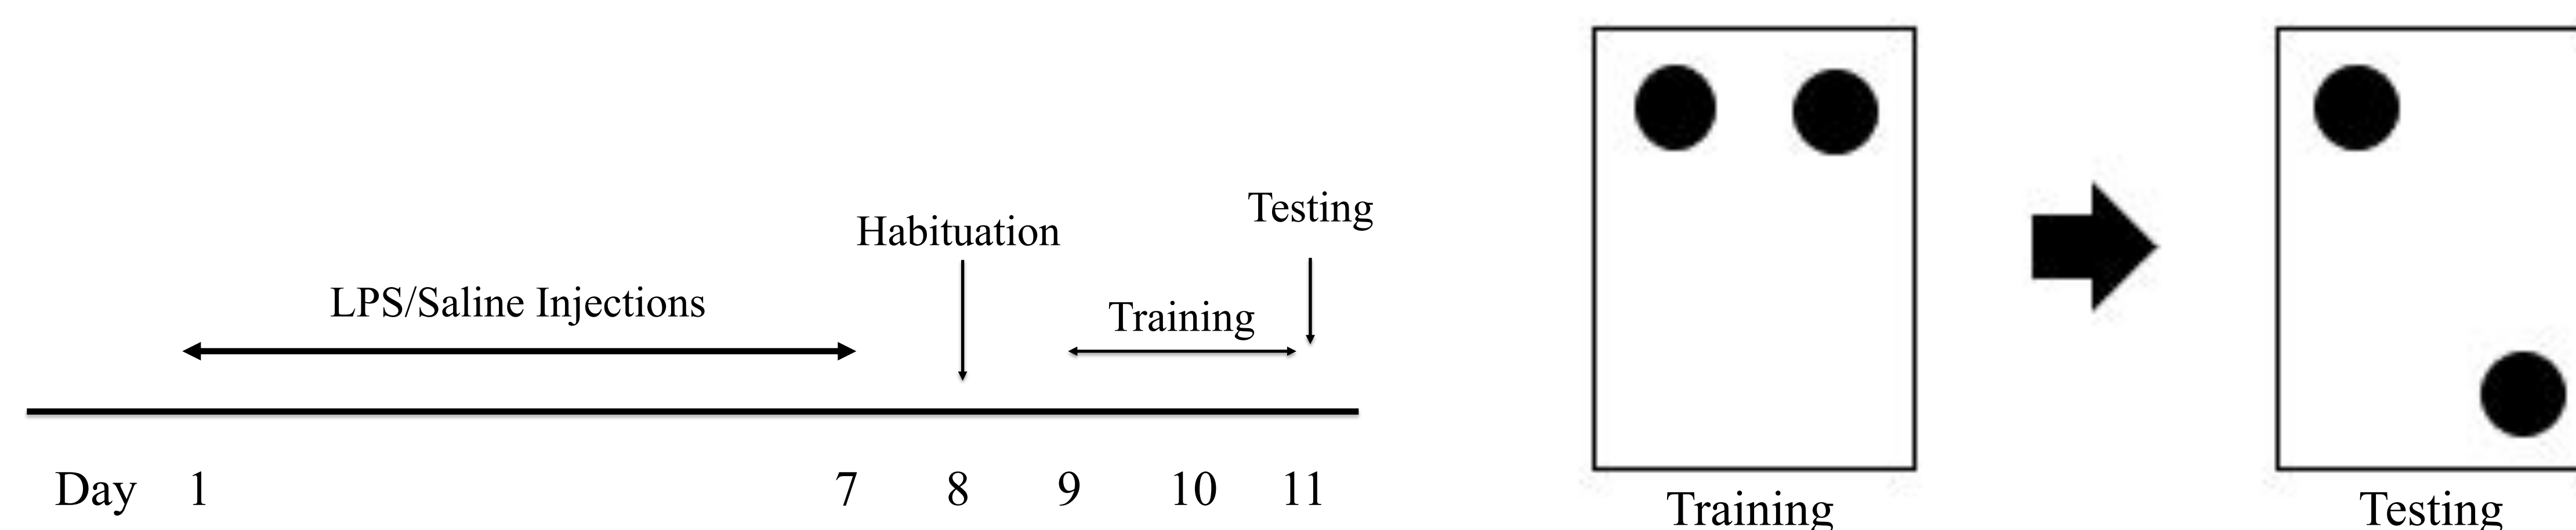 Testing
Habituation
LPS/Saline Injections
Training
Day 1 7 8 9 10 11
Training
Testing